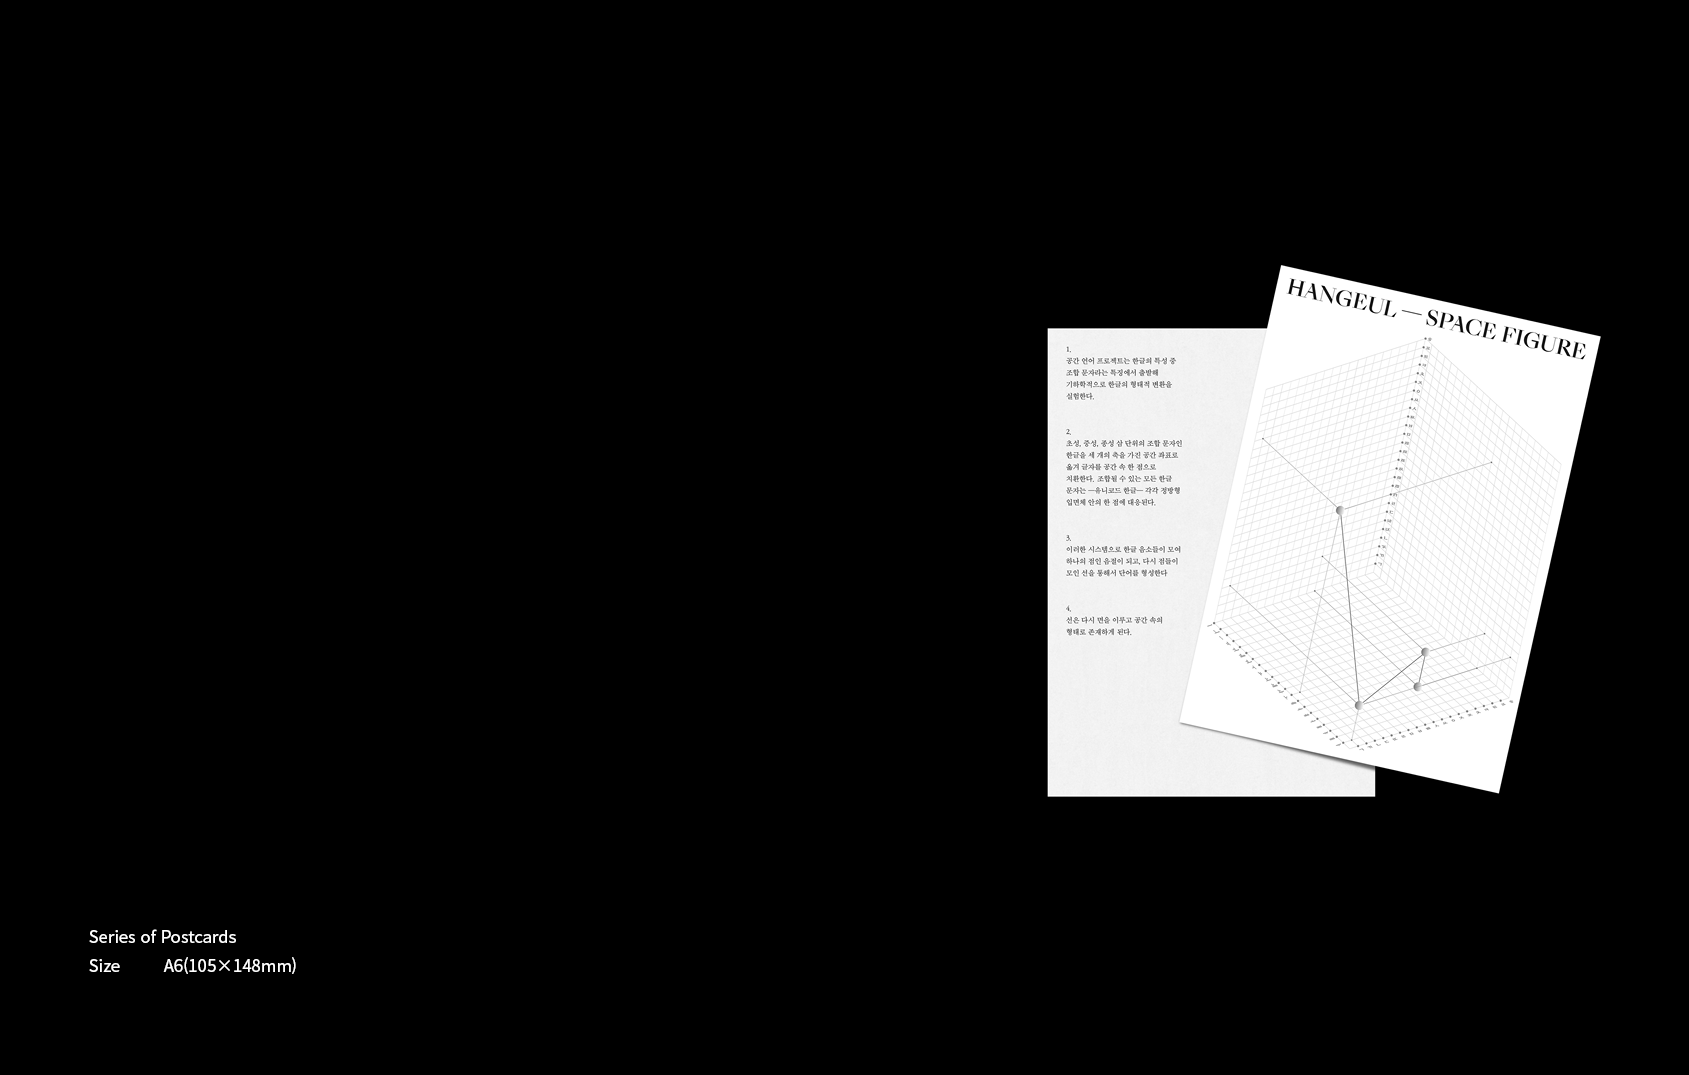 HANGEUL — SPACE FIGURE
1.
공간 언어 프로젝트는 한글의 특성 중
조합 문자라는 특징에서 출발해
기하학적으로 한글의 형태적 변환을
실험한다.
2.
초성, 중성, 종성 삼 단위의 조합 문자인
한글을 세 개의 축을 가진 공간 좌표로
옮겨 글자를 공간 속 한 점으로
치환한다. 조합될 수 있는 모든 한글
문자는 —유니코드 한글— 각각 정방형
입면체 안의 한 점에 대응된다.
3.
이러한 시스템으로 한글 음소들이 모여
하나의 점인 음절이 되고, 다시 점들이
모인 선을 통해서 단어를 형성한다
4.
선은 다시 면을 이루고 공간 속의
형태로 존재하게 된다.
Series of Postcards
Size A6(105×148mm)